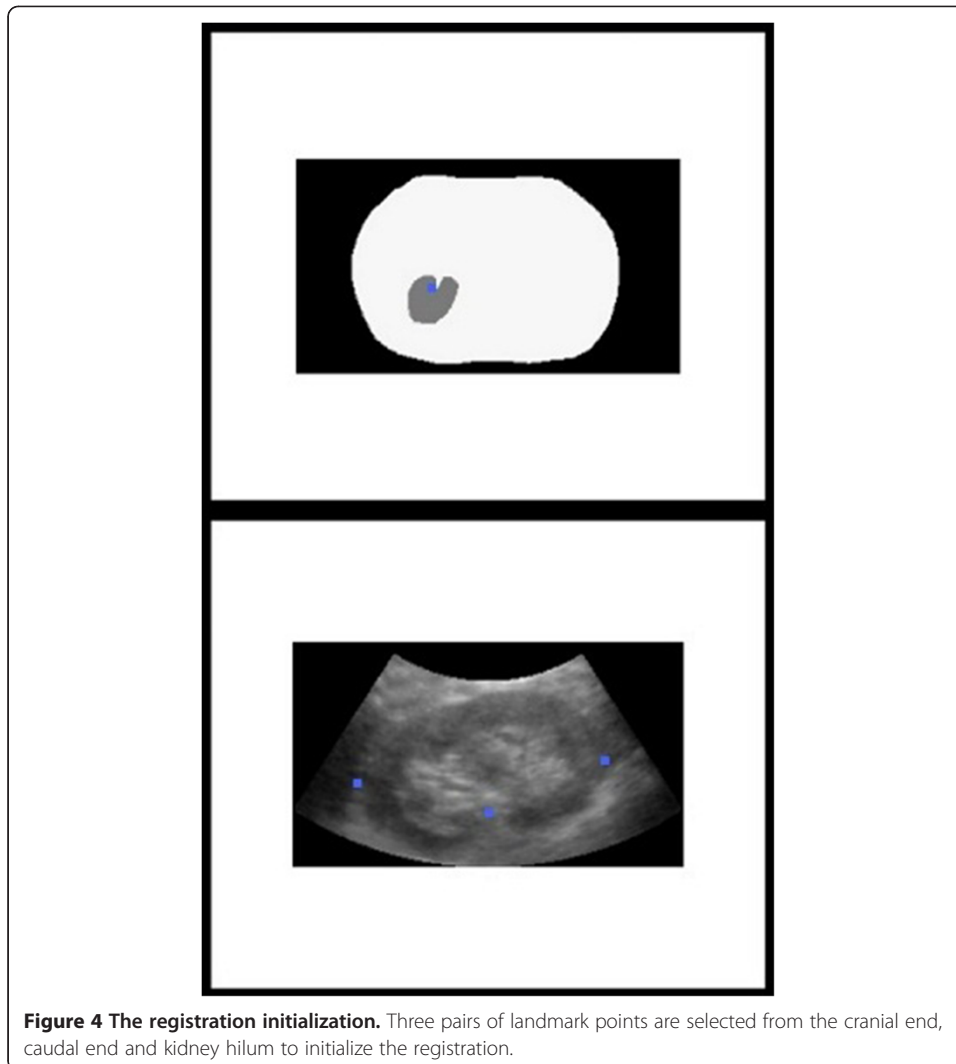 Figure 4 The registration initialization. Three pairs of landmark points are selected from the cranial end,
caudal end and kidney hilum to initialize the registration.